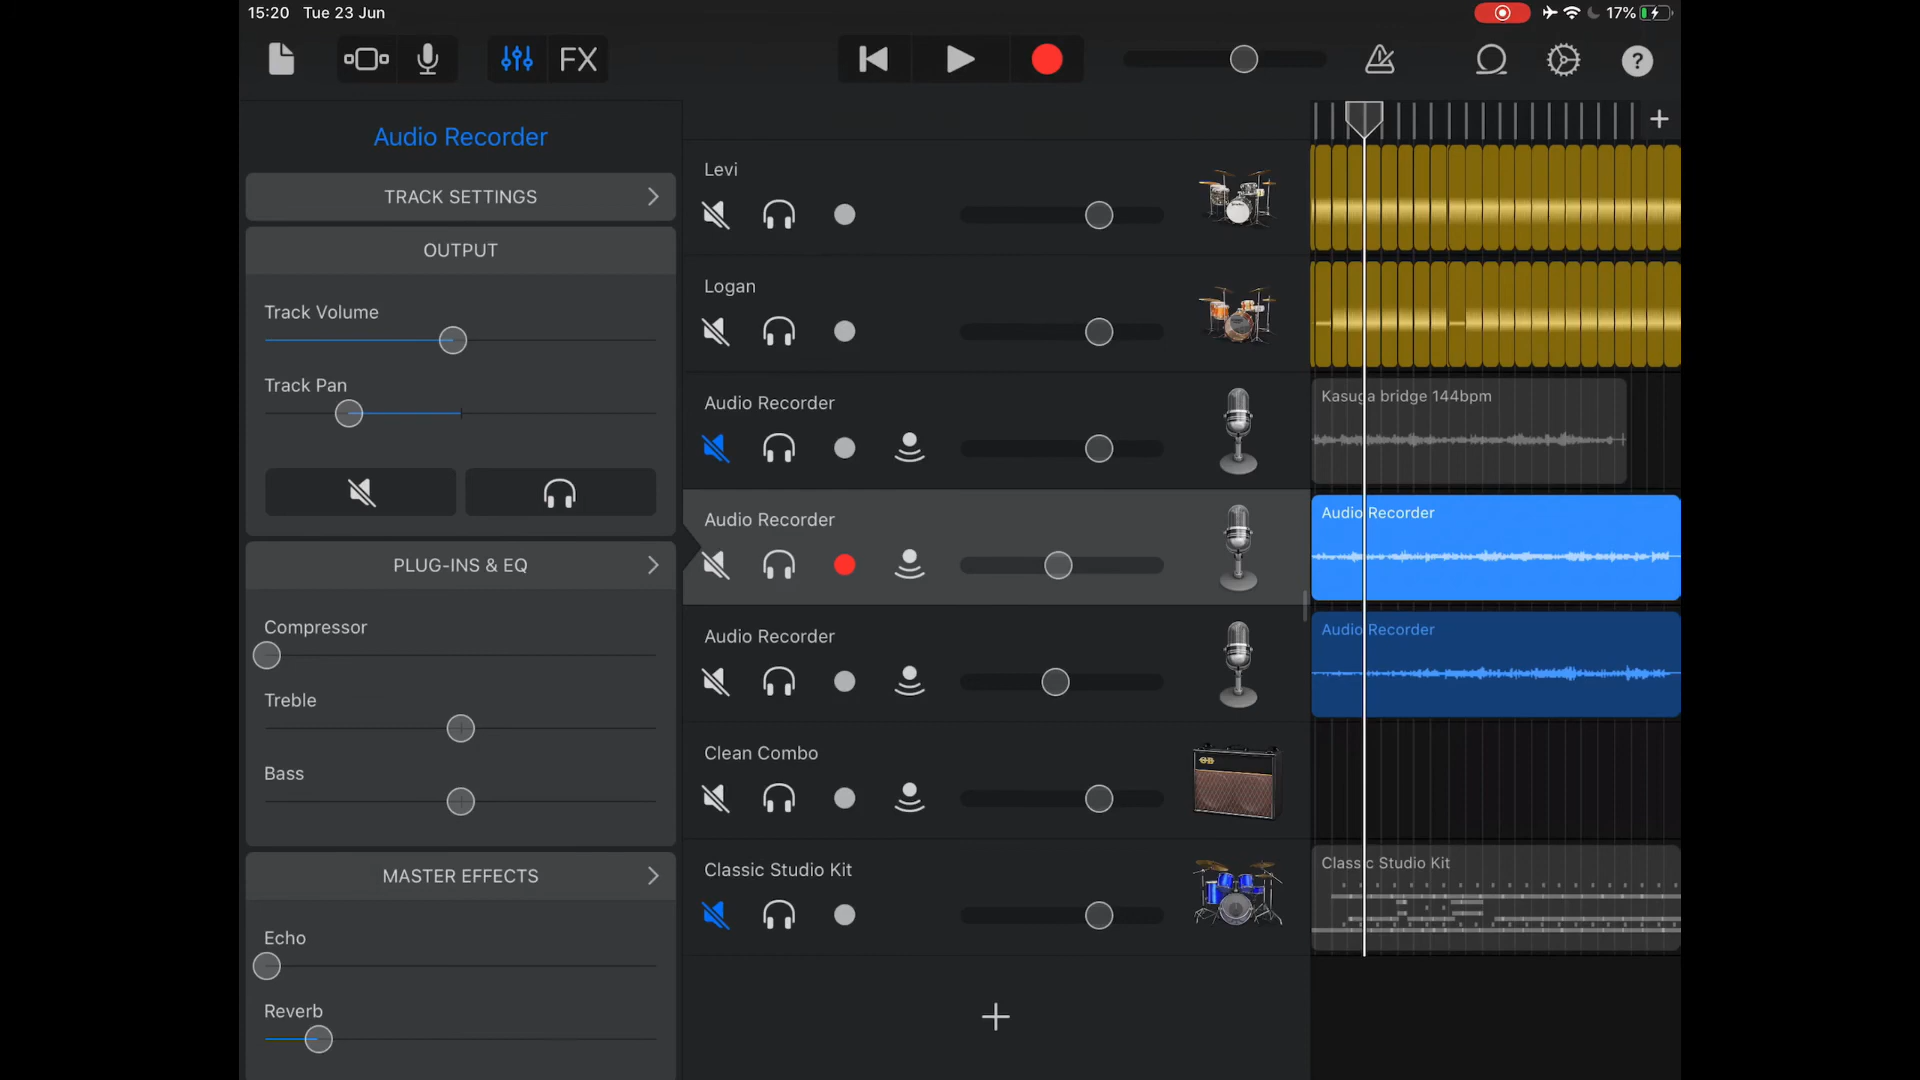 15:20 Tue 23 Jun
17%
FX
?
Audio Recorder
TRACK SETTINGS
OUTPUT
Track Volume
Track Pan
PLUG-INS & EQ
Compressor
Treble
Bass
MASTER EFFECTS
Echo
Reverb
Levi
Logan
Audio Recorder
Kasuga bridge 144bpm
Audio Recorder
Audio Recorder
Audio Recorder
Audio Recorder
Clean Combo
Classic Studio Kit
Classic Studio Kit